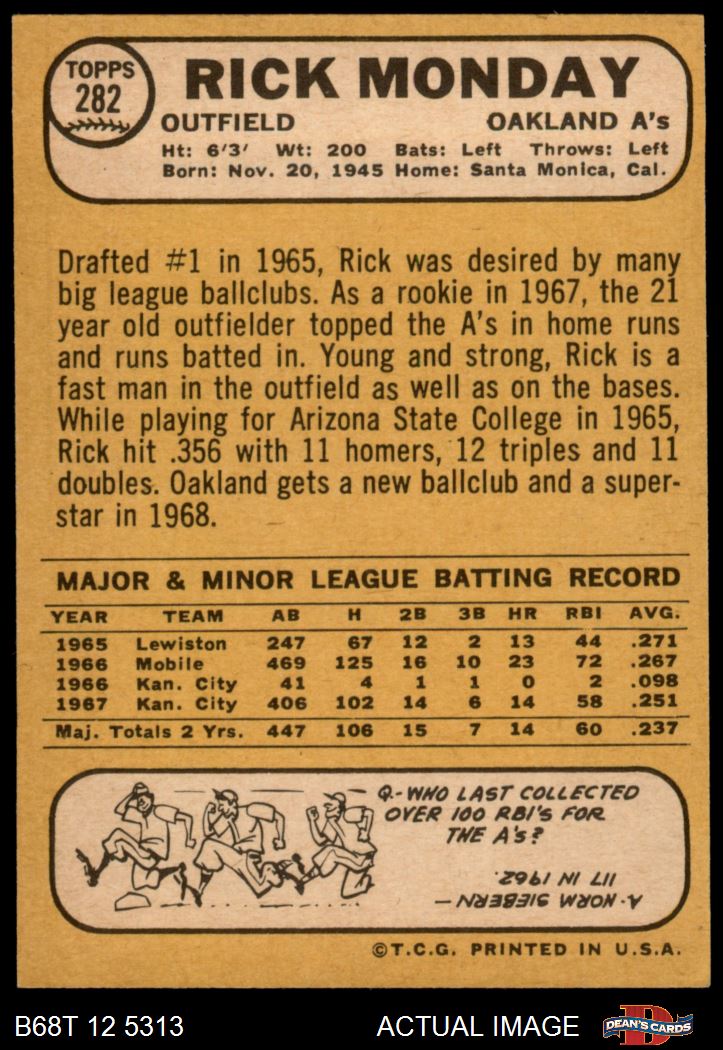 TOPPS
282
RICK MONDAY
OUTFIELD OAKLAND A's
Ht: 6'3' Wt: 200 Bats: Left Throws: Left
Born: Nov. 20, 1945 Home: Santa Monica, Cal.
Drafted #1 in 1965, Rick was desired by many
big league ballclubs. As a rookie in 1967, the 21
year old outfielder topped the A's in home runs
and runs batted in. Young and strong, Rick is a
fast man in the outfield as well as on the bases.
While playing for Arizona State College in 1965,
Rick hit .356 with 11 homers, 12 triples and 11
doubles. Oakland gets a new ballclub and a super-
star in 1968.
MAJOR & MINOR LEAGUE BATTING RECORD
YEAR TEAM AB H 2B 3B HR RBI AVG.
1965 Lewiston 247 67 12 2 13 44 .271
1966 Mobile 469 125 16 10 23 72 .267
1966 Kan. City 41 4 1 1 0 2 .098
1967 Kan. City 406 102 14 6 14 58 .251
Maj. Totals 2 Yrs. 447 106 15 7 14 60 .237
Q-WHO LAST COLLECTED
OVER 100 RBI'S FOR
THE A'S?
A-NORM SIEBERN—
117 IN 1962.
©T.C.G. PRINTED IN U.S.A.
B68T 12 5313 ACTUAL IMAGE
D
DEAN'S CARDS